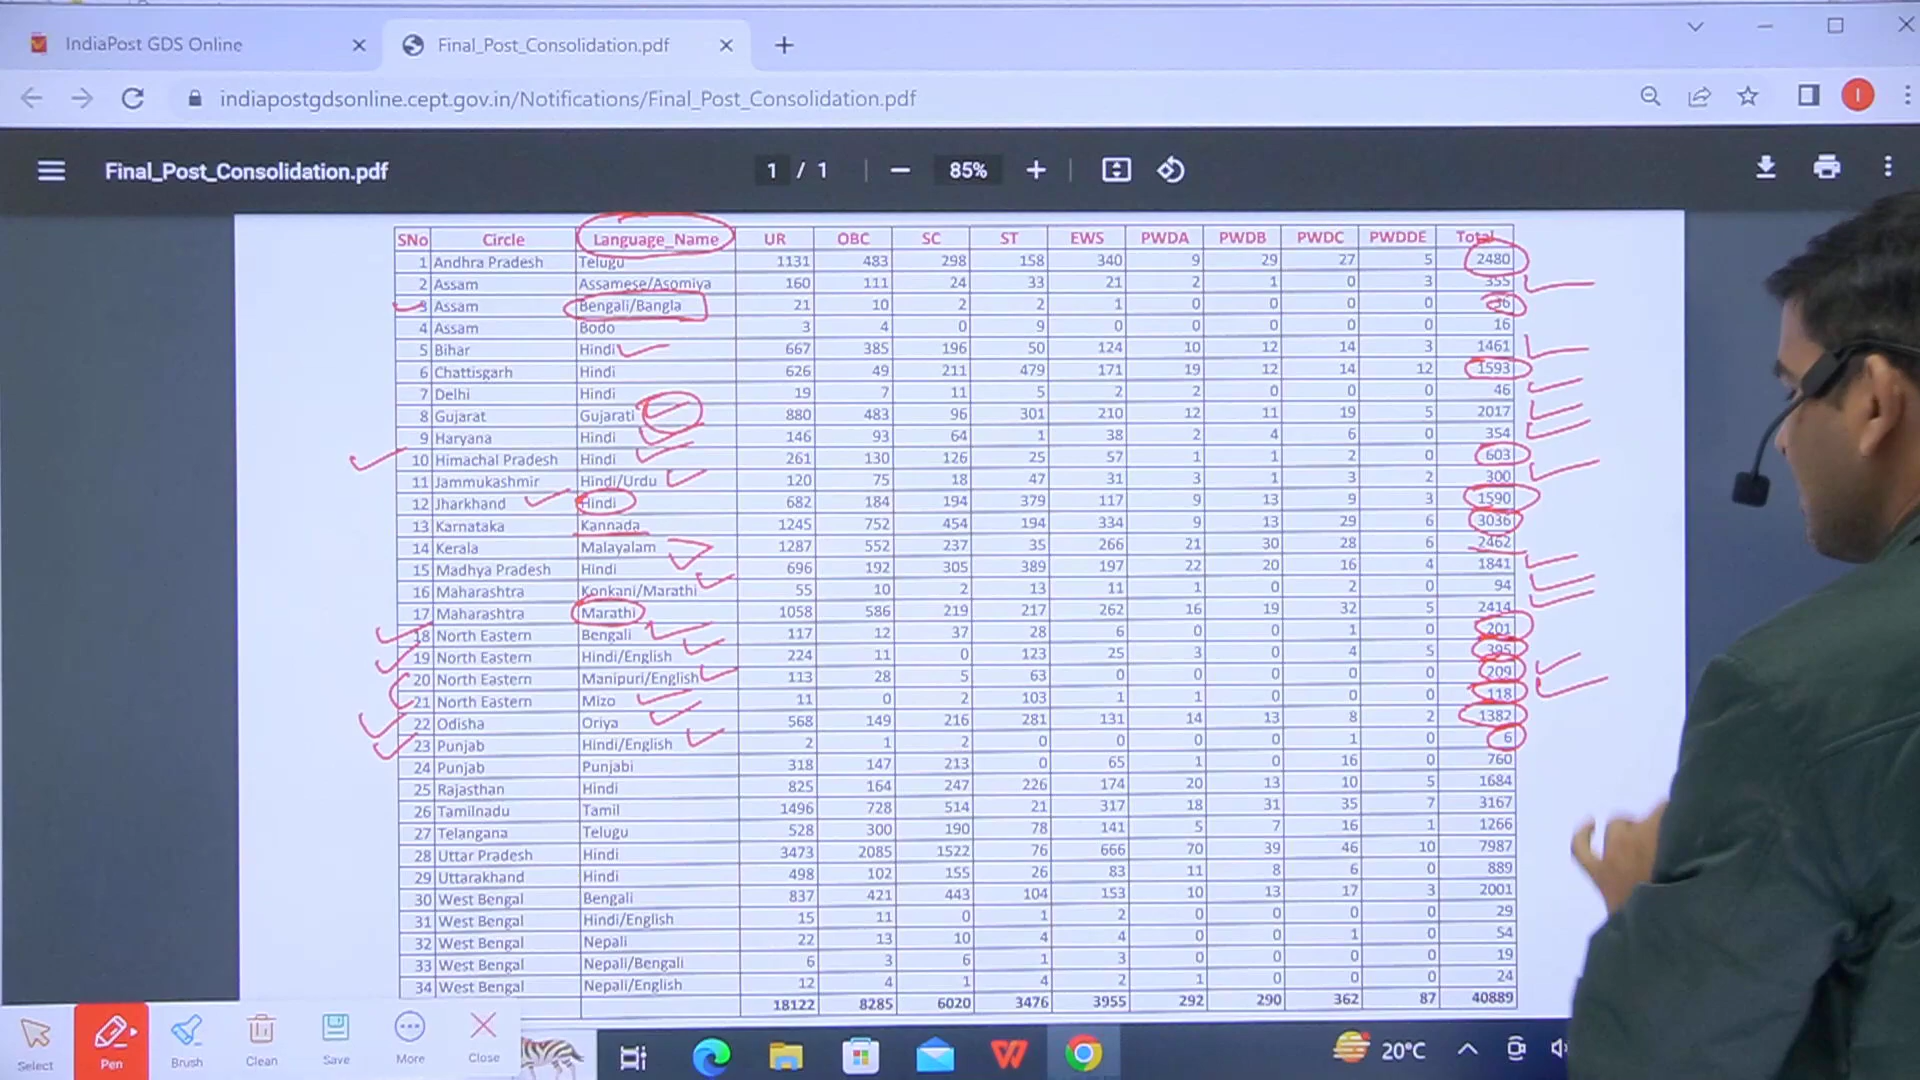 IndiaPost GDS Online
Final_Post_Consolidation.pdf
indiapostgdsonline.cept.gov.in/Notifications/Final_Post_Consolidation.pdf
I
Final_Post_Consolidation.pdf
1 / 1
85%
SNo Circle Language_Name UR OBC SC ST EWS PWDA PWDB PWDC PWDDE Total
1 Andhra Pradesh Telugu 1131 483 298 158 340 9 29 27 5 2480
2 Assam Assamese/Asomiya 160 111 24 33 21 2 1 0 3 355
3 Assam Bengali/Bangla 21 10 2 2 1 0 0 0 0 36
4 Assam Bodo 3 4 0 9 0 0 0 0 0 16
5 Bihar Hindi 667 385 196 50 124 10 12 14 3 1461
6 Chattisgarh Hindi 626 49 211 479 171 19 12 14 12 1593
7 Delhi Hindi 19 7 11 5 2 2 0 0 0 46
8 Gujarat Gujarati 880 483 96 301 210 12 11 19 5 2017
9 Haryana Hindi 146 93 64 1 38 2 4 6 0 354
10 Himachal Pradesh Hindi 261 130 126 25 57 1 1 2 0 603
11 Jammukashmir Hindi/Urdu 120 75 18 47 31 3 1 3 2 300
12 Jharkhand Hindi 682 184 194 379 117 9 13 9 3 1590
13 Karnataka Kannada 1245 752 454 194 334 9 13 29 6 3036
14 Kerala Malayalam 1287 552 237 35 266 21 30 28 6 2462
15 Madhya Pradesh Hindi 696 192 305 389 197 22 20 16 4 1841
16 Maharashtra Konkani/Marathi 55 10 2 13 11 1 0 2 0 94
17 Maharashtra Marathi 1058 586 219 217 262 16 19 32 5 2414
18 North Eastern Bengali 117 12 37 28 6 0 0 1 0 201
19 North Eastern Hindi/English 224 11 0 123 25 3 0 4 5 395
20 North Eastern Manipuri/English 113 28 5 63 0 0 0 0 0 209
21 North Eastern Mizo 11 0 2 103 1 1 0 0 0 118
22 Odisha Oriya 568 149 216 281 131 14 13 8 2 1382
23 Punjab Hindi/English 2 1 2 0 0 0 0 1 0 6
24 Punjab Punjabi 318 147 213 0 65 1 0 16 0 760
25 Rajasthan Hindi 825 164 247 226 174 20 13 10 5 1684
26 Tamilnadu Tamil 1496 728 514 21 317 18 31 35 7 3167
27 Telangana Telugu 528 300 190 78 141 5 7 16 1 1266
28 Uttar Pradesh Hindi 3473 2085 1522 76 666 70 39 46 10 7987
29 Uttarakhand Hindi 498 102 155 26 83 11 8 6 0 889
30 West Bengal Bengali 837 421 443 104 153 10 13 17 3 2001
31 West Bengal Hindi/English 15 11 0 1 2 0 0 0 0 29
32 West Bengal Nepali 22 13 10 4 4 0 0 1 0 54
33 West Bengal Nepali/Bengali 6 3 6 1 3 0 0 0 0 19
34 West Bengal Nepali/English 12 4 1 4 2 1 0 0 0 24
18122 8285 6020 3476 3955 292 290 362 87 40889
Select Pen Brush Clean Save More Close
20°C